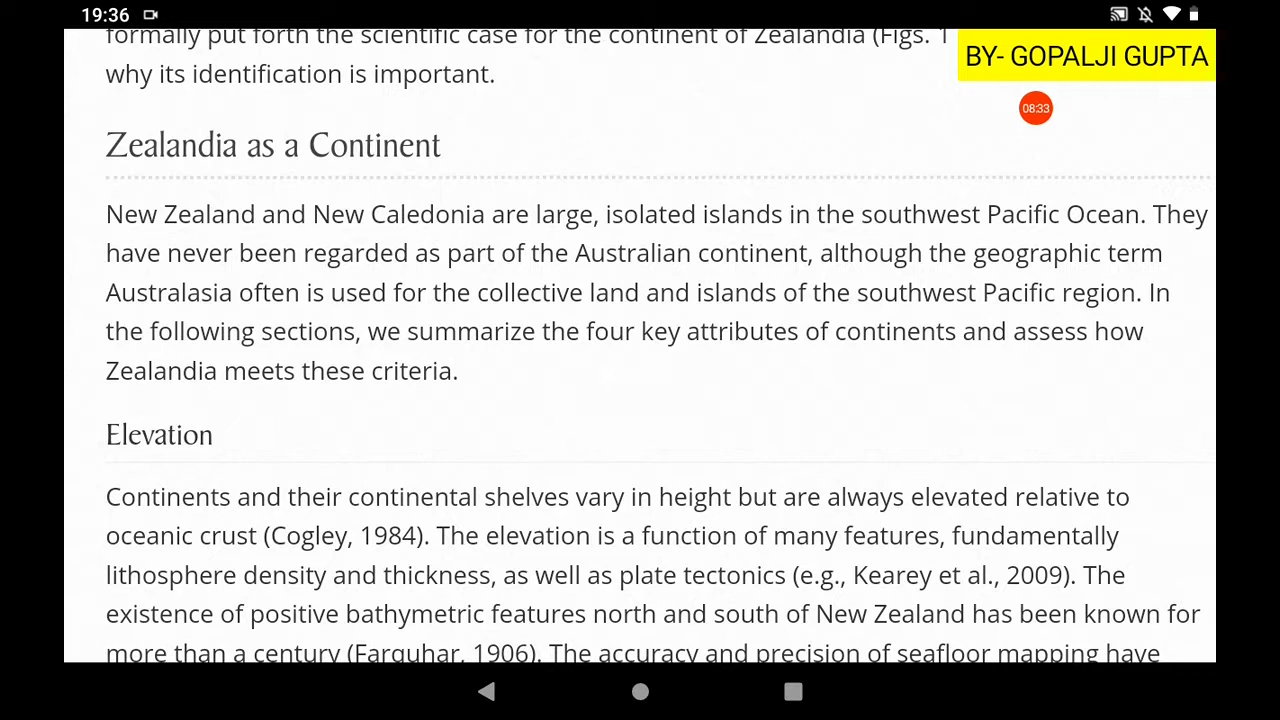 19:36
formally put forth the scientific case for the continent of Zealandia (Figs. 1
BY- GOPALJI GUPTA
why its identification is important.
08:33
Zealandia as a Continent
New Zealand and New Caledonia are large, isolated islands in the southwest Pacific Ocean. They
have never been regarded as part of the Australian continent, although the geographic term
Australasia often is used for the collective land and islands of the southwest Pacific region. In
the following sections, we summarize the four key attributes of continents and assess how
Zealandia meets these criteria.
Elevation
Continents and their continental shelves vary in height but are always elevated relative to
oceanic crust (Cogley, 1984). The elevation is a function of many features, fundamentally
lithosphere density and thickness, as well as plate tectonics (e.g., Kearey et al., 2009). The
existence of positive bathymetric features north and south of New Zealand has been known for
more than a century (Farquhar, 1906). The accuracy and precision of seafloor mapping have